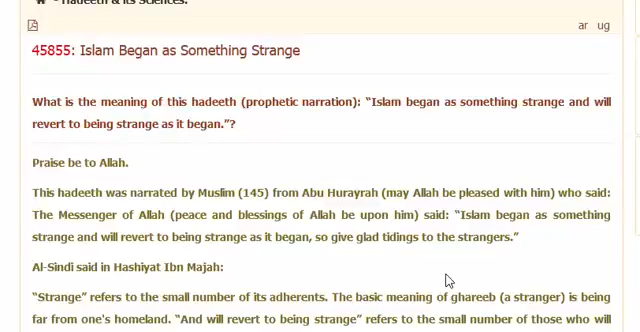 - Hadeeth & its Sciences.
ar ug
45855: Islam Began as Something Strange
What is the meaning of this hadeeth (prophetic narration): “Islam began as something strange and will
revert to being strange as it began.”?
Praise be to Allah.
This hadeeth was narrated by Muslim (145) from Abu Hurayrah (may Allah be pleased with him) who said:
The Messenger of Allah (peace and blessings of Allah be upon him) said: “Islam began as something
strange and will revert to being strange as it began, so give glad tidings to the strangers.”
Al-Sindi said in Hashiyat Ibn Majah:
“Strange” refers to the small number of its adherents. The basic meaning of ghareeb (a stranger) is being
far from one's homeland. “And will revert to being strange” refers to the small number of those who will